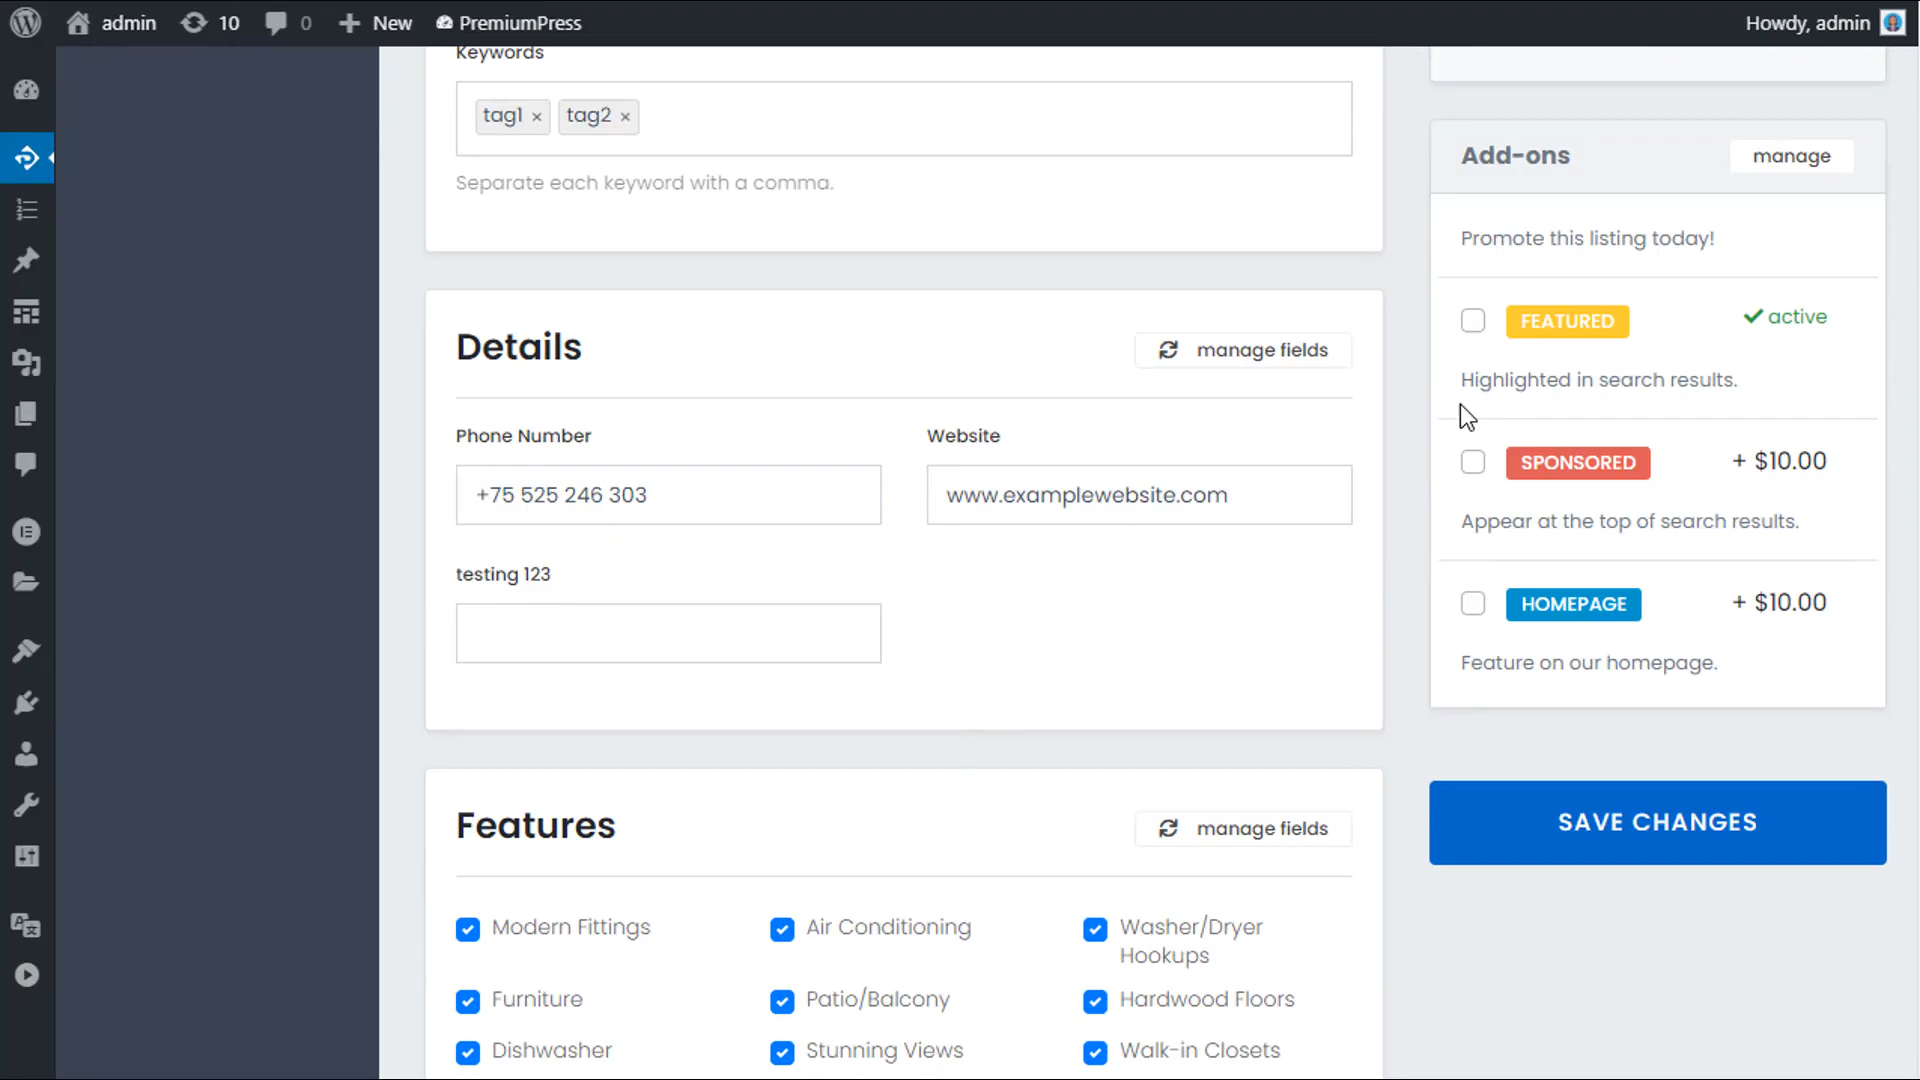 admin
10
0
New
PremiumPress
Howdy, admin
Keywords
tag1 ×
tag2 ×
Separate each keyword with a comma.
Details
manage fields
Phone Number
Website
+75 525 246 303
www.examplewebsite.com
testing 123
Features
manage fields
Modern Fittings
Air Conditioning
Washer/Dryer
Hookups
Furniture
Patio/Balcony
Hardwood Floors
Dishwasher
Stunning Views
Walk-in Closets
Add-ons
manage
Promote this listing today!
FEATURED
active
Highlighted in search results.
SPONSORED
+ $10.00
Appear at the top of search results.
HOMEPAGE
+ $10.00
Feature on our homepage.
SAVE CHANGES